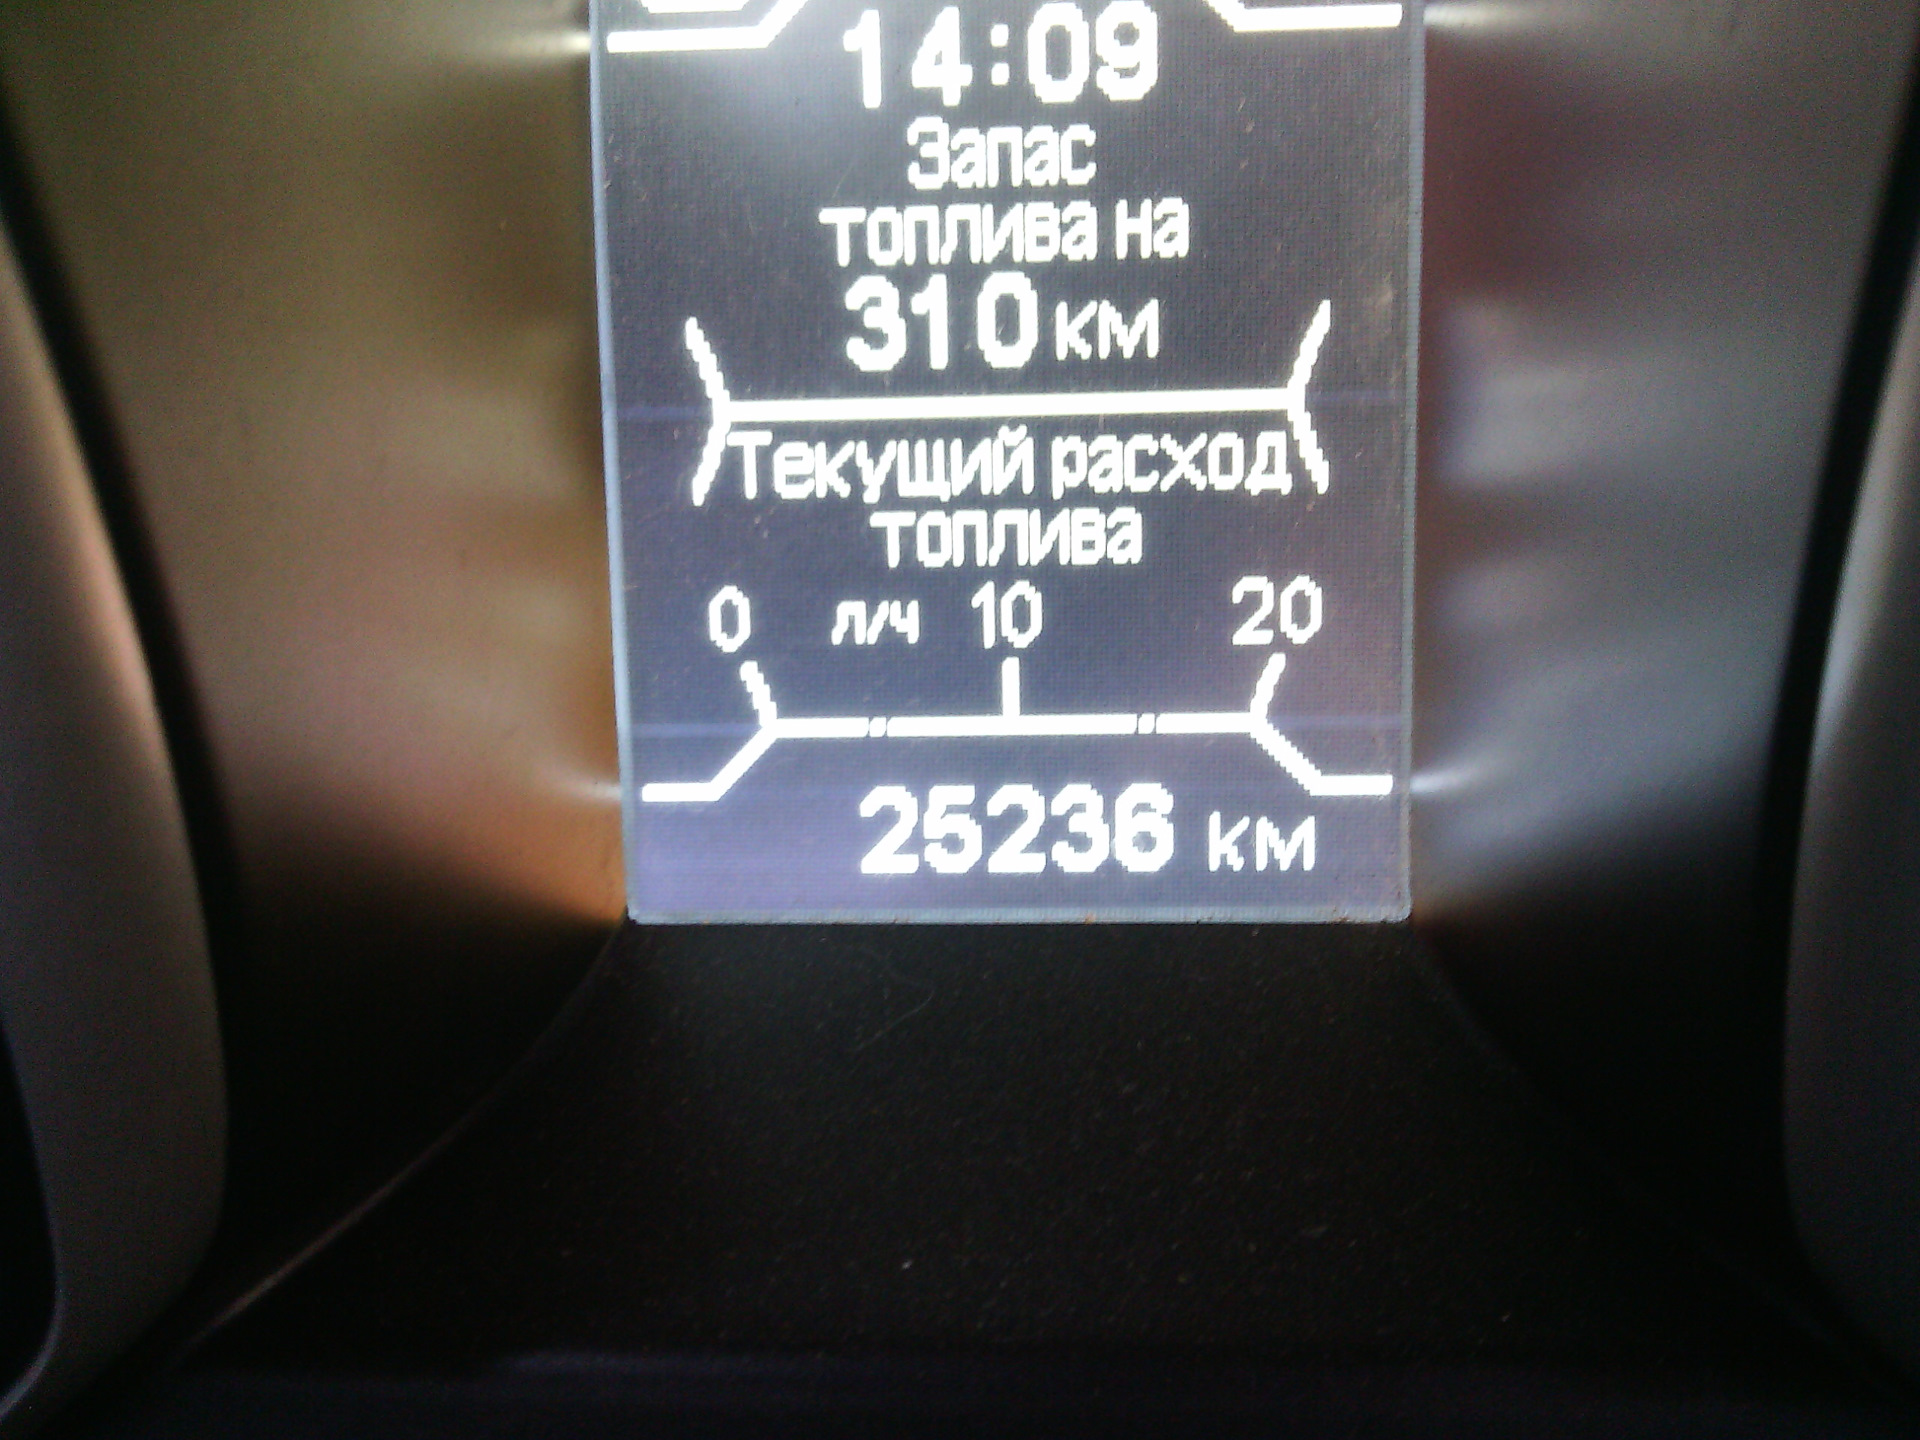 14:09
Запас
топлива на
310 км
Текущий расход
топлива
0 л/ч 10 20
25236 км